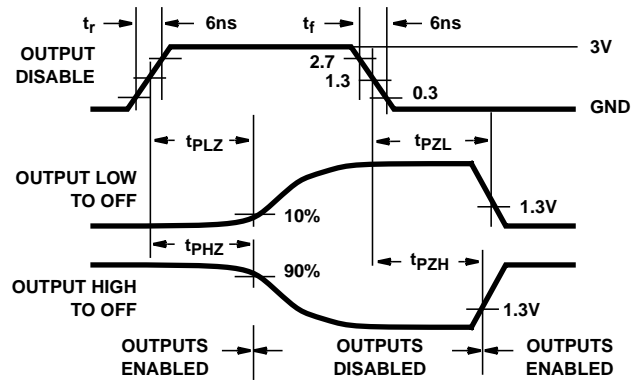 tr 6ns tf 6ns
OUTPUT
DISABLE
3V
2.7
1.3
0.3
GND
tPLZ tPZL
OUTPUT LOW
TO OFF
10%
1.3V
tPHZ tPZH
90%
OUTPUT HIGH
TO OFF
1.3V
OUTPUTS
ENABLED
OUTPUTS
DISABLED
OUTPUTS
ENABLED